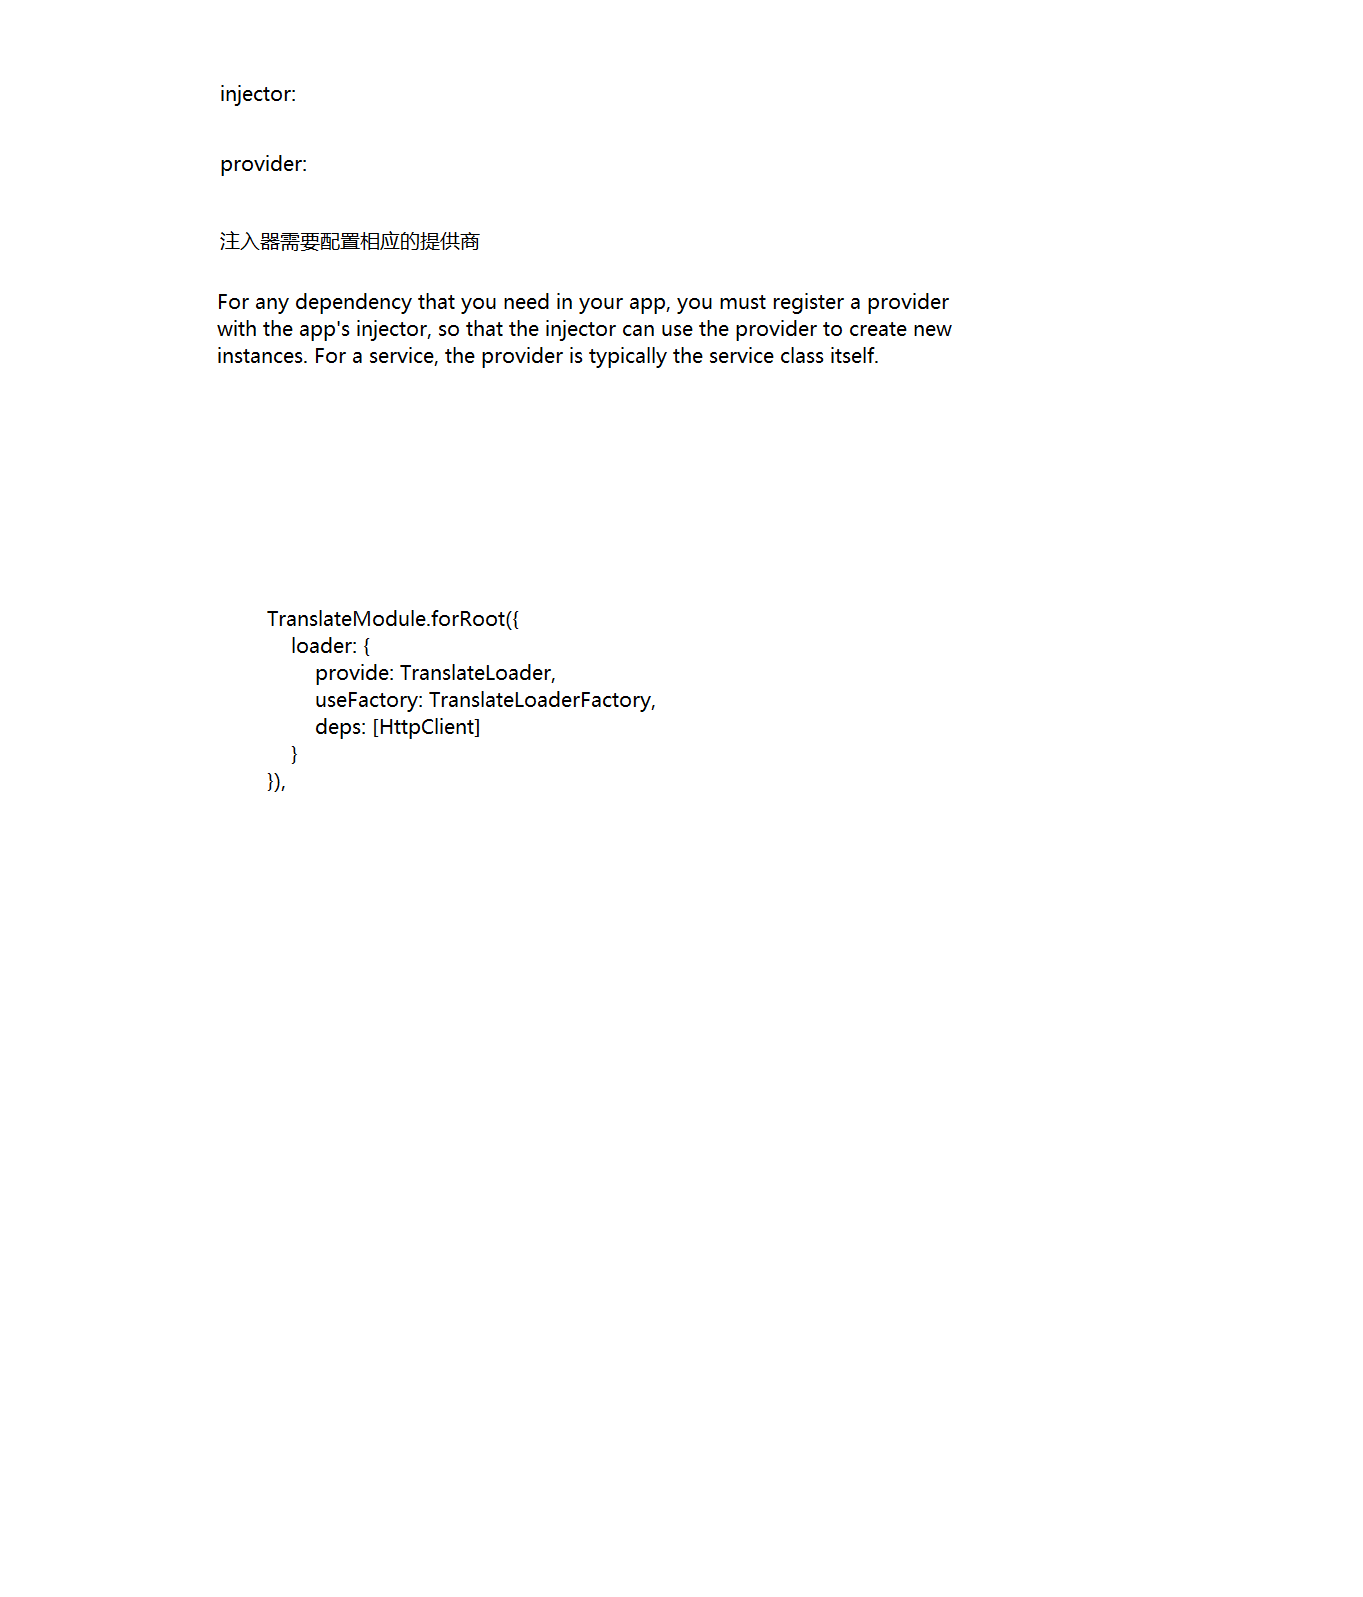 injector:
provider:
注入器需要配置相应的提供商
For any dependency that you need in your app, you must register a provider
with the app's injector, so that the injector can use the provider to create new
instances. For a service, the provider is typically the service class itself.
TranslateModule.forRoot({
loader: {
provide: TranslateLoader,
useFactory: TranslateLoaderFactory,
deps: [HttpClient]
}
}),